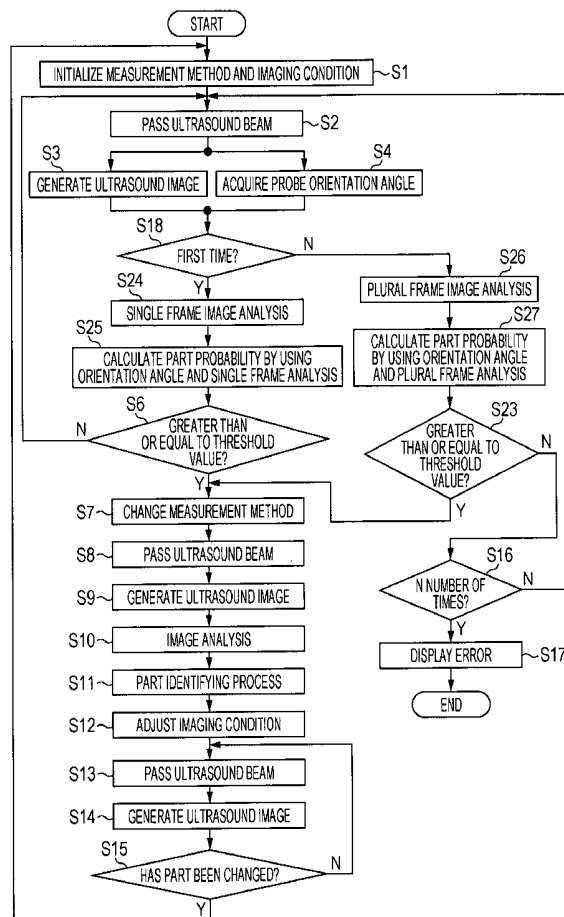 START
INITIALIZE MEASUREMENT METHOD AND IMAGING CONDITION
S1
PASS ULTRASOUND BEAM
S2
S3
GENERATE ULTRASOUND IMAGE
S4
ACQUIRE PROBE ORIENTATION ANGLE
S18
FIRST TIME?
N
Y
S24
SINGLE FRAME IMAGE ANALYSIS
S26
PLURAL FRAME IMAGE ANALYSIS
S25
CALCULATE PART PROBABILITY BY USING
ORIENTATION ANGLE AND SINGLE FRAME ANALYSIS
S27
CALCULATE PART PROBABILITY
BY USING ORIENTATION ANGLE
AND PLURAL FRAME ANALYSIS
S6
GREATER THAN
OR EQUAL TO THRESHOLD
VALUE?
N
Y
S23
GREATER
THAN OR EQUAL TO
THRESHOLD
VALUE?
N
Y
S7
CHANGE MEASUREMENT METHOD
S8
PASS ULTRASOUND BEAM
S9
GENERATE ULTRASOUND IMAGE
S16
N NUMBER OF
TIMES?
N
Y
S10
IMAGE ANALYSIS
DISPLAY ERROR
S17
S11
PART IDENTIFYING PROCESS
END
S12
ADJUST IMAGING CONDITION
S13
PASS ULTRASOUND BEAM
S14
GENERATE ULTRASOUND IMAGE
S15
HAS PART BEEN CHANGED?
N
Y